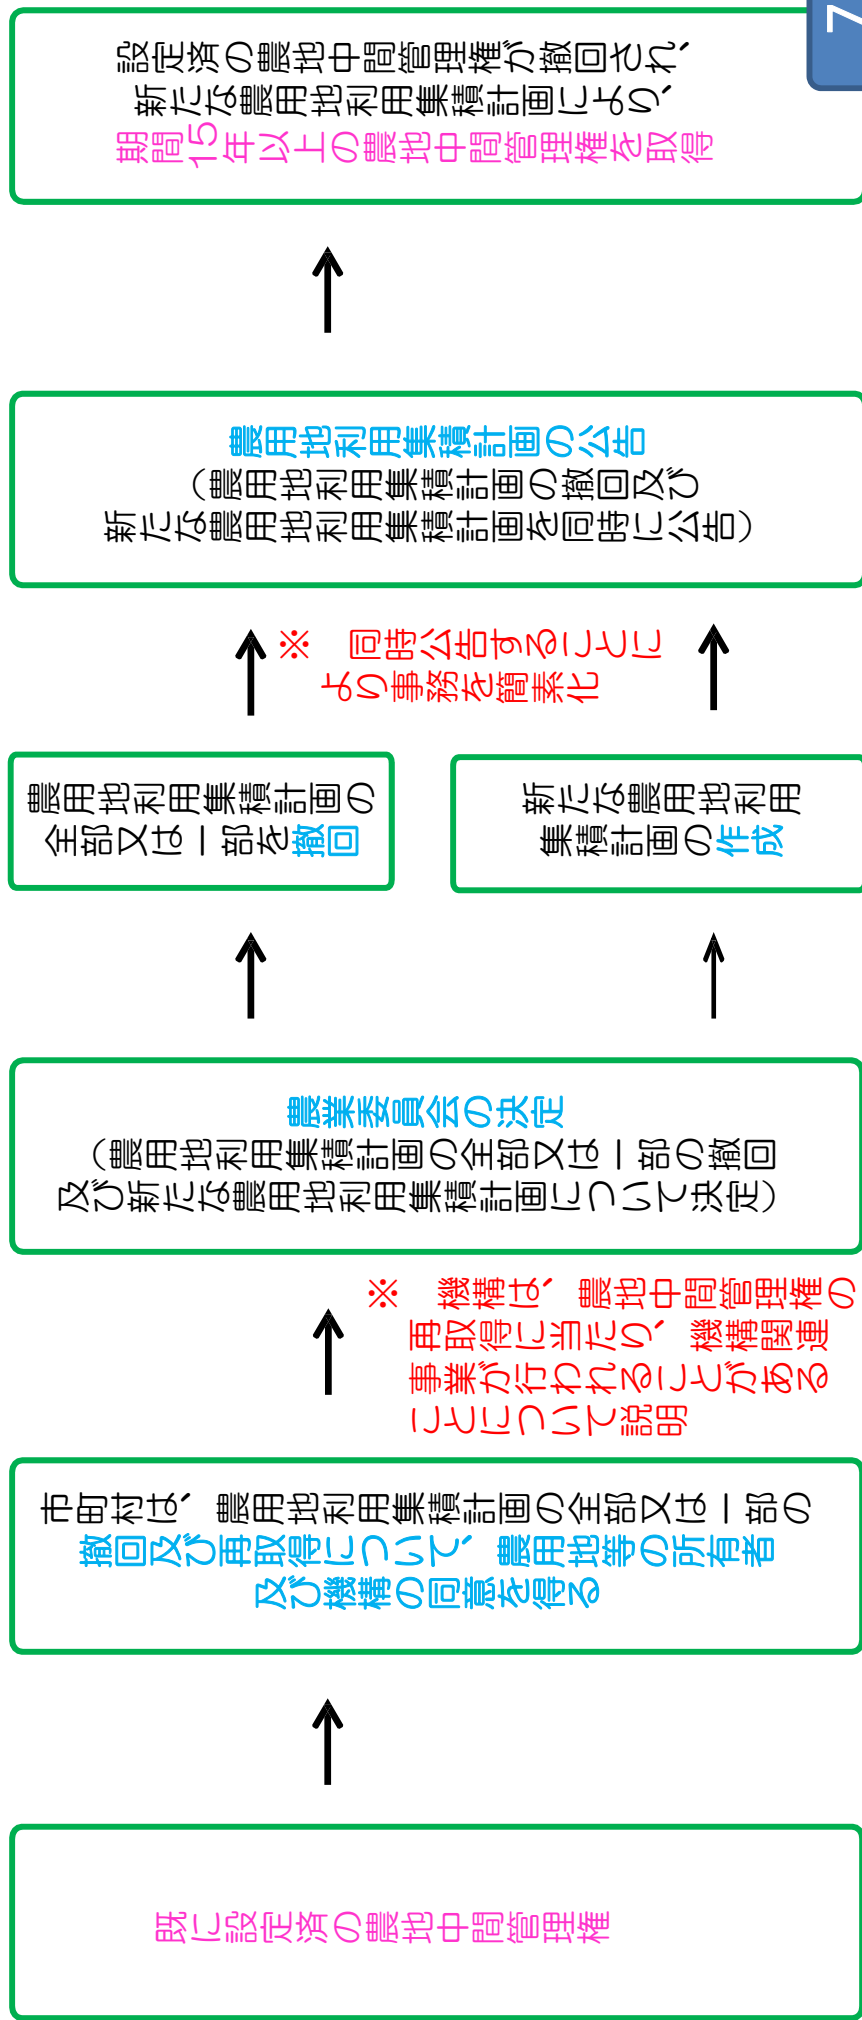 7
設定済の農地中間管理権が撤回され、
新たな農用地利用集積計画により、
期間15年以上の農地中間管理権を取得
農用地利用集積計画の公告
（農用地利用集積計画の撤回及び
新たな農用地利用集積計画を同時に公告）
※　同時公告することに
より事務を簡素化
農用地利用集積計画の
全部又は一部を撤回
新たな農用地利用
集積計画の作成
農業委員会の決定
（農用地利用集積計画の全部又は一部の撤回
及び新たな農用地利用集積計画について決定）
※　機構は、農地中間管理権の
再取得に当たり、機構関連
事業が行われることがある
ことについて説明
市町村は、農用地利用集積計画の全部又は一部の
撤回及び再取得について、農用地等の所有者
及び機構の同意を得る
既に設定済の農地中間管理権